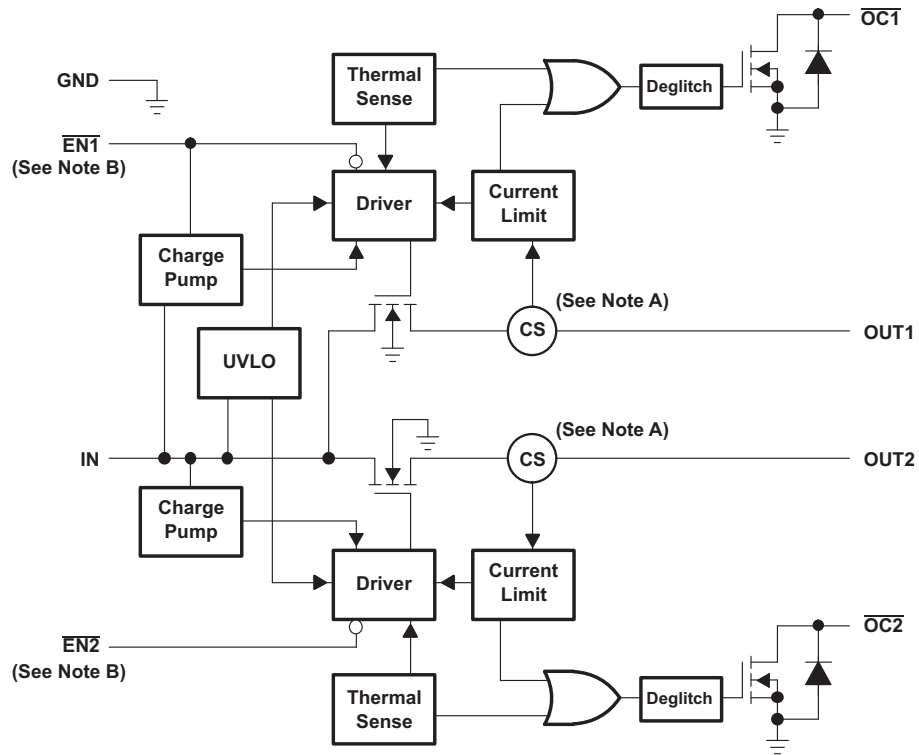 OC1
Thermal
Sense
GND
Deglitch
EN1
(See Note B)
Driver
Current
Limit
Charge
Pump
(See Note A)
CS
OUT1
UVLO
(See Note A)
IN
CS
OUT2
Charge
Pump
Driver
Current
Limit
OC2
EN2
(See Note B)
Thermal
Sense
Deglitch